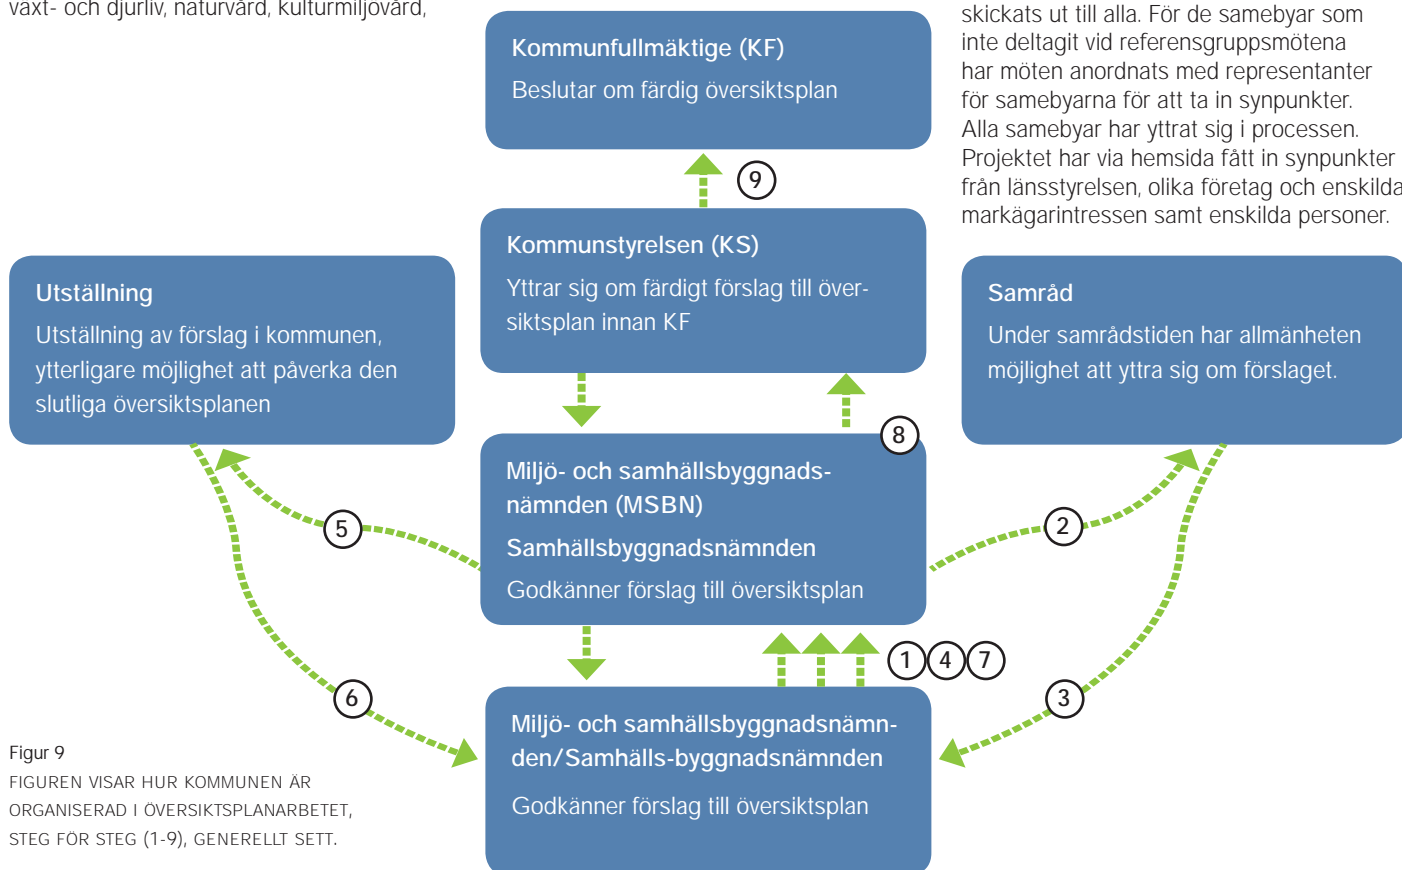 växt- och djurliv, naturvård, kulturmiljövård,
skickats ut till alla. För de samebyar som
inte deltagit vid referensgruppsmötena
har möten anordnats med representanter
för samebyarna för att ta in synpunkter.
Alla samebyar har yttrat sig i processen.
Projektet har via hemsida fått in synpunkter
från länsstyrelsen, olika företag och enskilda
markägarintressen samt enskilda personer.
Kommunfullmäktige (KF)
Beslutar om färdig översiktsplan
9
Kommunstyrelsen (KS)
Yttrar sig om färdigt förslag till över-
siktsplan innan KF
Utställning
Utställning av förslag i kommunen,
ytterligare möjlighet att påverka den
slutliga översiktsplanen
Samråd
Under samrådstiden har allmänheten
möjlighet att yttra sig om förslaget.
8
Miljö- och samhällsbyggnads-
nämnden (MSBN)
Samhällsbyggnadsnämnden
Godkänner förslag till översiktsplan
5
2
1 4 7
6
3
Miljö- och samhällsbyggnadsnämn-
den/Samhälls-byggnadsnämnden
Godkänner förslag till översiktsplan
Figur 9
FIGUREN VISAR HUR KOMMUNEN ÄR
ORGANISERAD I ÖVERSIKTSPLANARBETET,
STEG FÖR STEG (1-9), GENERELLT SETT.